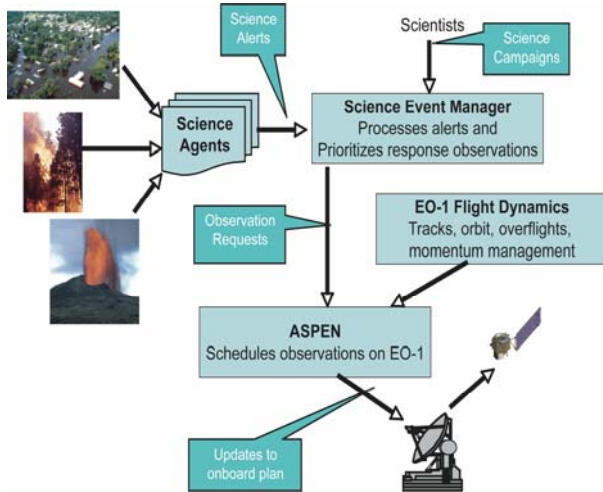 Science
Alerts
Scientists
Science
Campaigns
Science
Agents
Science Event Manager
Processes alerts and
Prioritizes response observations
Observation
Requests
EO-1 Flight Dynamics
Tracks, orbit, overflights,
momentum management
ASPEN
Schedules observations on EO-1
Updates to
onboard plan